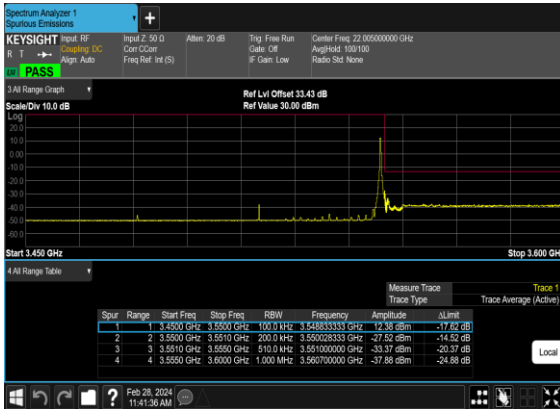 Spectrum Analyzer 1
Spurious Emissions
+
KEYSIGHT Input: RF Input Z: 50 Ω Atten: 20 dB Trig: Free Run Center Freq: 22.005000000 GHz
R T Coupling: DC Corr CCorr Gate: Off Avg|Hold: 100/100
Align: Auto Freq Ref: Int (S) IF Gain: Low Radio Std: None
LNI PASS
3 All Range Graph
Ref Lvl Offset 33.43 dB
Scale/Div 10.0 dB Ref Value 30.00 dBm
Log
20.0
10.0
0.00
-10.0
-20.0
-30.0
-40.0
-50.0
-60.0
Start 3.450 GHz Stop 3.600 GH
4 All Range Table
Measure Trace Trace 1
Trace Type Trace Average (Active)
Spur Range Start Freq Stop Freq RBW Frequency Amplitude ΔLimit
1 1 3.4500 GHz 3.5500 GHz 100.0 kHz 3.548833333 GHz 12.38 dBm -17.62 dB
2 2 3.5500 GHz 3.5510 GHz 200.0 kHz 3.550028333 GHz -27.52 dBm -14.52 dB
3 3 3.5510 GHz 3.5550 GHz 510.0 kHz 3.551000000 GHz -33.37 dBm -20.37 dB
4 4 3.5550 GHz 3.6000 GHz 1.000 MHz 3.560700000 GHz -37.88 dBm -24.88 dB
Local
?
Feb 28, 2024
11:41:36 AM